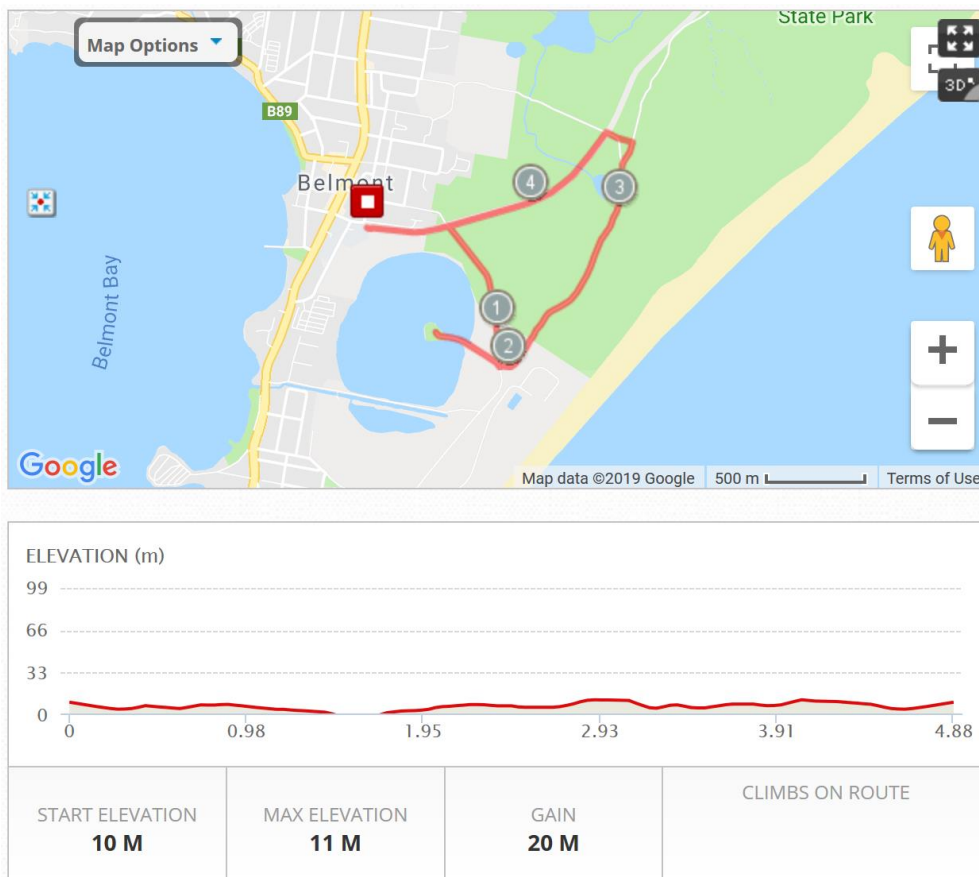 State Park
Map Options
3D
B89
Belmont
4
3
Belmont Bay
1
2
Google
Map data ©2019 Google 500 m Terms of Use
ELEVATION (m)
99
66
33
0
0 0.98 1.95 2.93 3.91 4.88
START ELEVATION MAX ELEVATION GAIN CLIMBS ON ROUTE
10 M 11 M 20 M